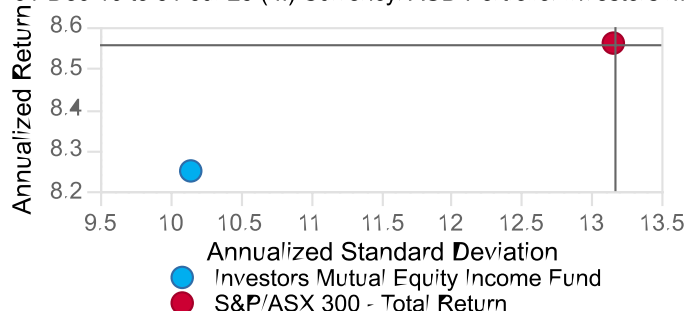 Annualized Return
8.6
8.5
8.4
8.3
8.2
9.5 10 10.5 11 11.5 12 12.5 13 13.5
Annualized Standard Deviation
Investors Mutual Equity Income Fund
S&P/ASX 300 - Total Return